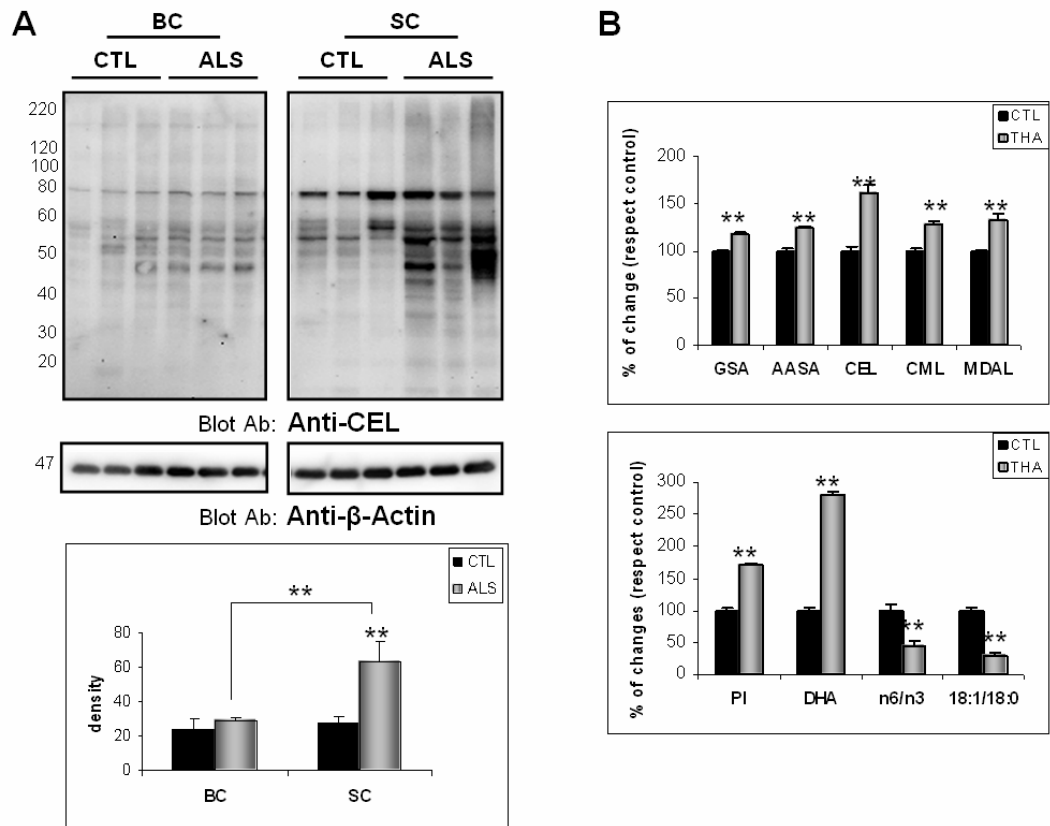 A
BC
SC
CTL
ALS
CTL
ALS
220
120
100
80
60
50
40
30
20
Blot Ab: Anti-CEL
47
Blot Ab: Anti-β-Actin
CTL
ALS
**
**
80
60
40
20
0
density
BC
SC
B
CTL
THA
200
150
100
50
0
% of change (respect control)
**
**
**
**
**
GSA
AASA
CEL
CML
MDAL
CTL
THA
300
250
200
150
100
50
0
% of changes (respect control)
**
**
**
**
PI
DHA
n6/n3
18:1/18:0